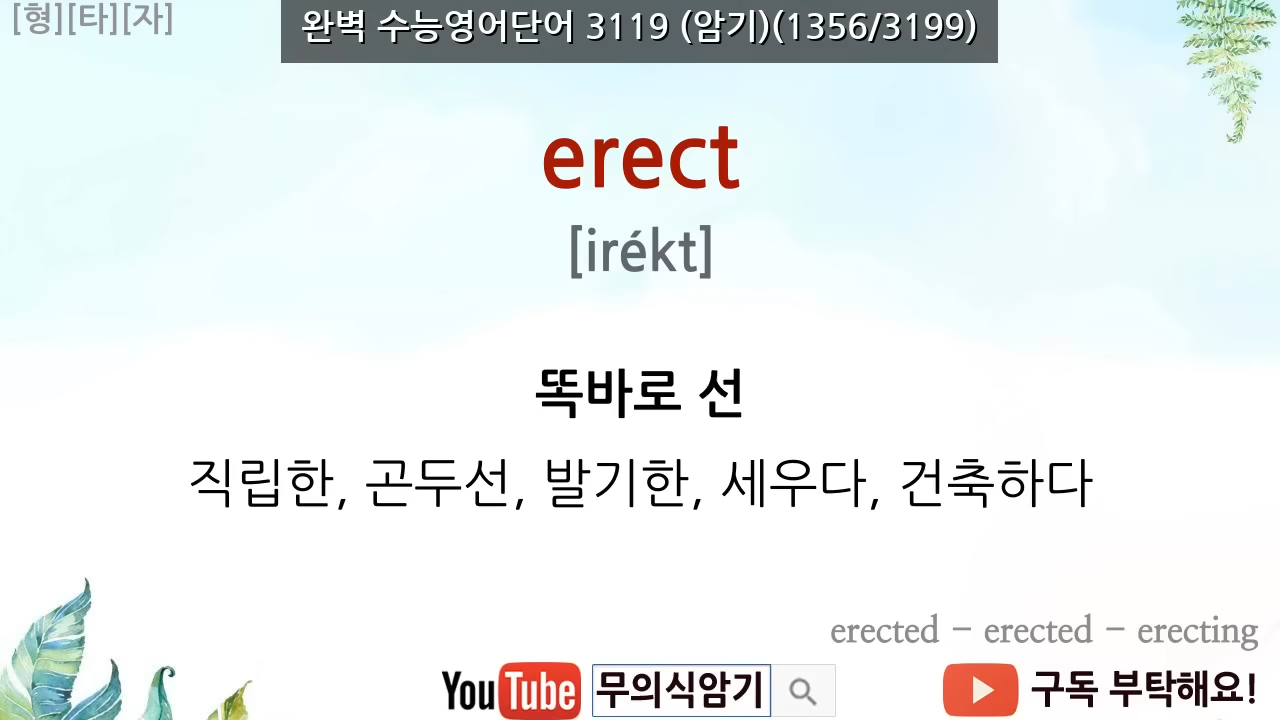 [형][타][자]
완벽 수능영어단어 3119 (암기)(1356/3199)
erect
[irékt]
똑바로 선
직립한, 곤두선, 발기한, 세우다, 건축하다
erected - erected - erecting
YouTube 무의식암기
구독 부탁해요!